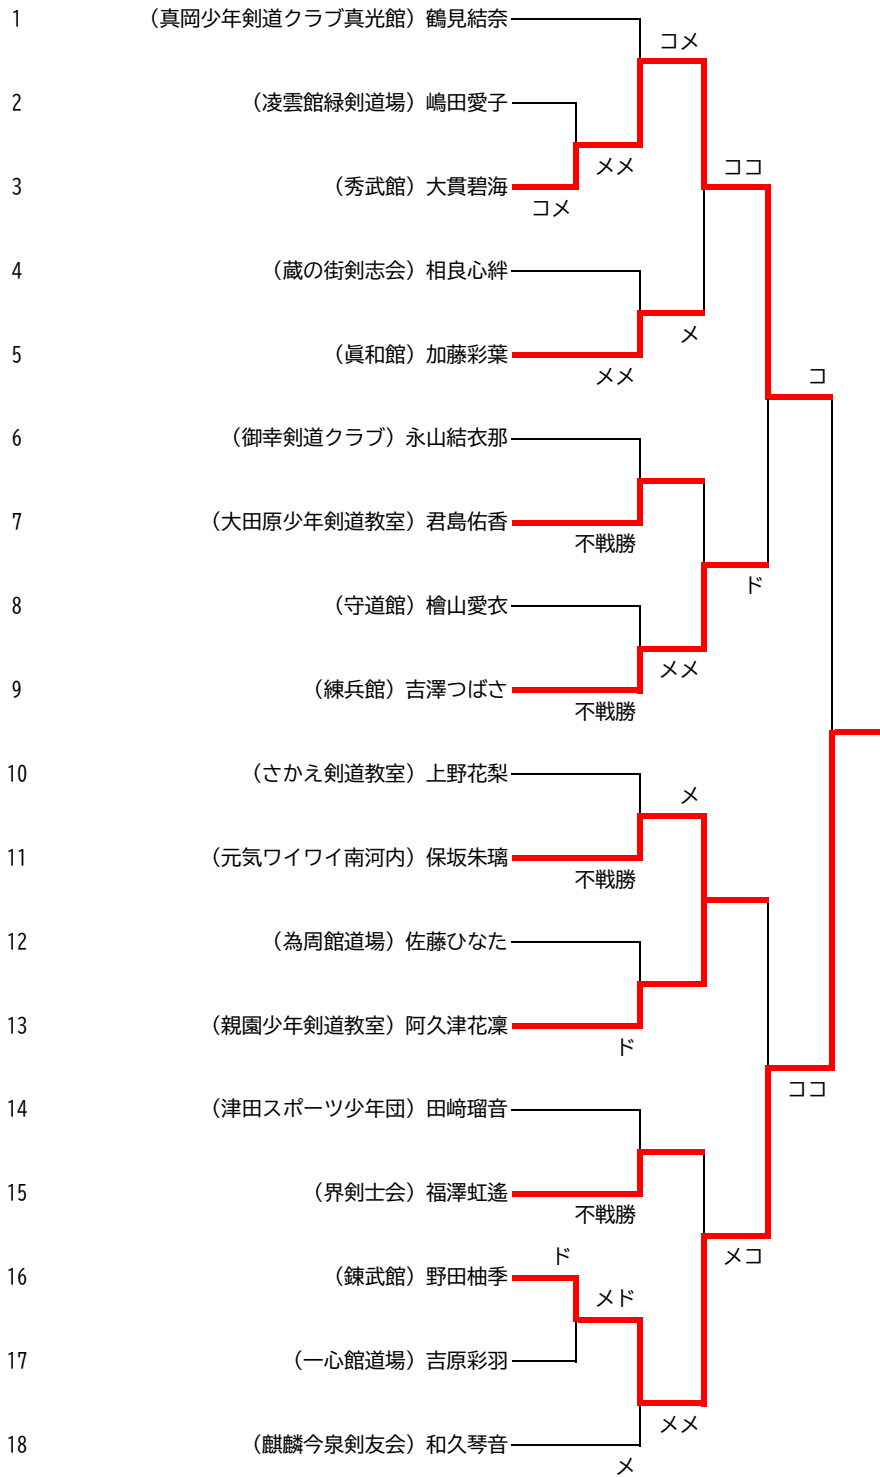 1 （真岡少年剣道クラブ真光館）鶴見結奈
コメ
2 （凌雲館緑剣道場）嶋田愛子
メメ
ココ
3 （秀武館）大貫碧海
コメ
4 （蔵の街剣志会）相良心絆
メ
5 （眞和館）加藤彩葉
メメ
コ
6 （御幸剣道クラブ）永山結衣那
7 （大田原少年剣道教室）君島佑香
不戦勝
ド
8 （守道館）檜山愛衣
メメ
9 （練兵館）吉澤つばさ
不戦勝
10 （さかえ剣道教室）上野花梨
メ
11 （元気ワイワイ南河内）保坂朱璃
不戦勝
12 （為周館道場）佐藤ひなた
13 （親園少年剣道教室）阿久津花凜
ド
ココ
14 （津田スポーツ少年団）田﨑瑠音
15 （界剣士会）福澤虹遙
不戦勝
ド
メコ
16 （錬武館）野田柚季
メド
17 （一心館道場）吉原彩羽
メメ
18 （麒麟今泉剣友会）和久琴音
メ